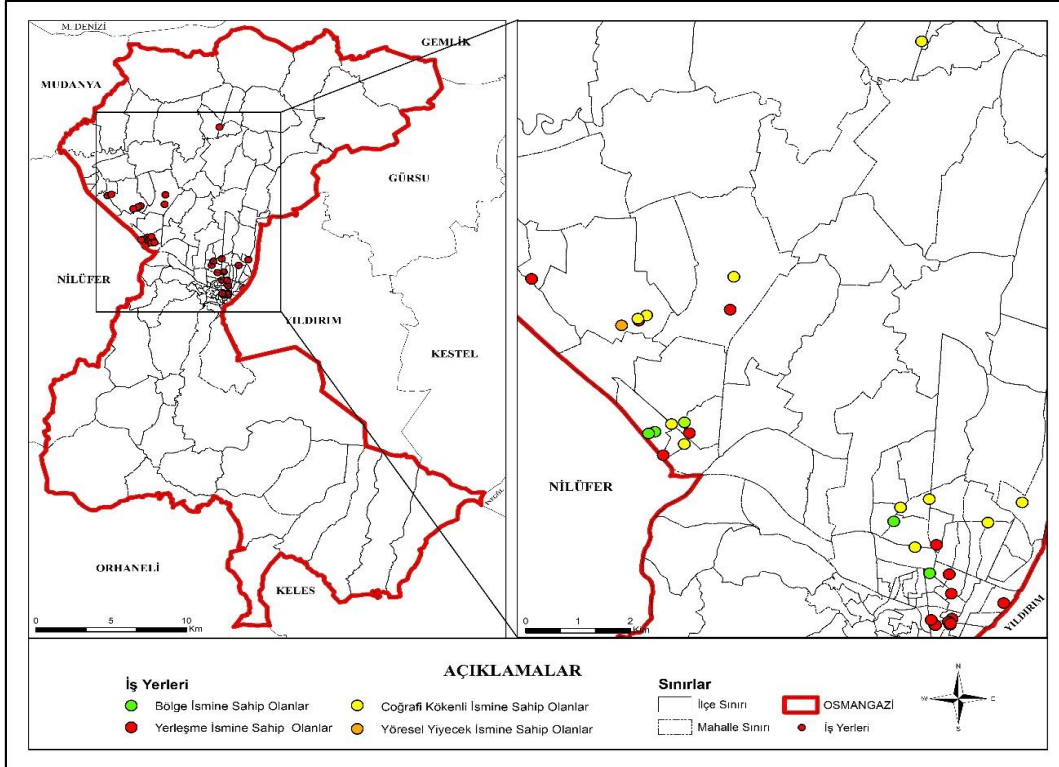 M. DENİZİ
GEMLİK
MUDANYA
GÜRSU
NİLÜFER
YILDIRIM
KESTEL
İNEGÖL
ORHANELİ
KELES
0 5 10
Km
NİLÜFER
YILDIRIM
0 1 2
Km
AÇIKLAMALAR
İş Yerleri
Bölge İsmine Sahip Olanlar
Yerleşme İsmine Sahip Olanlar
Coğrafi Kökenli İsmine Sahip Olanlar
Yöresel Yiyecek İsmine Sahip Olanlar
Sınırlar
İlçe Sınırı
Mahalle Sınırı
OSMANGAZİ
İş Yerleri
N
W E
S